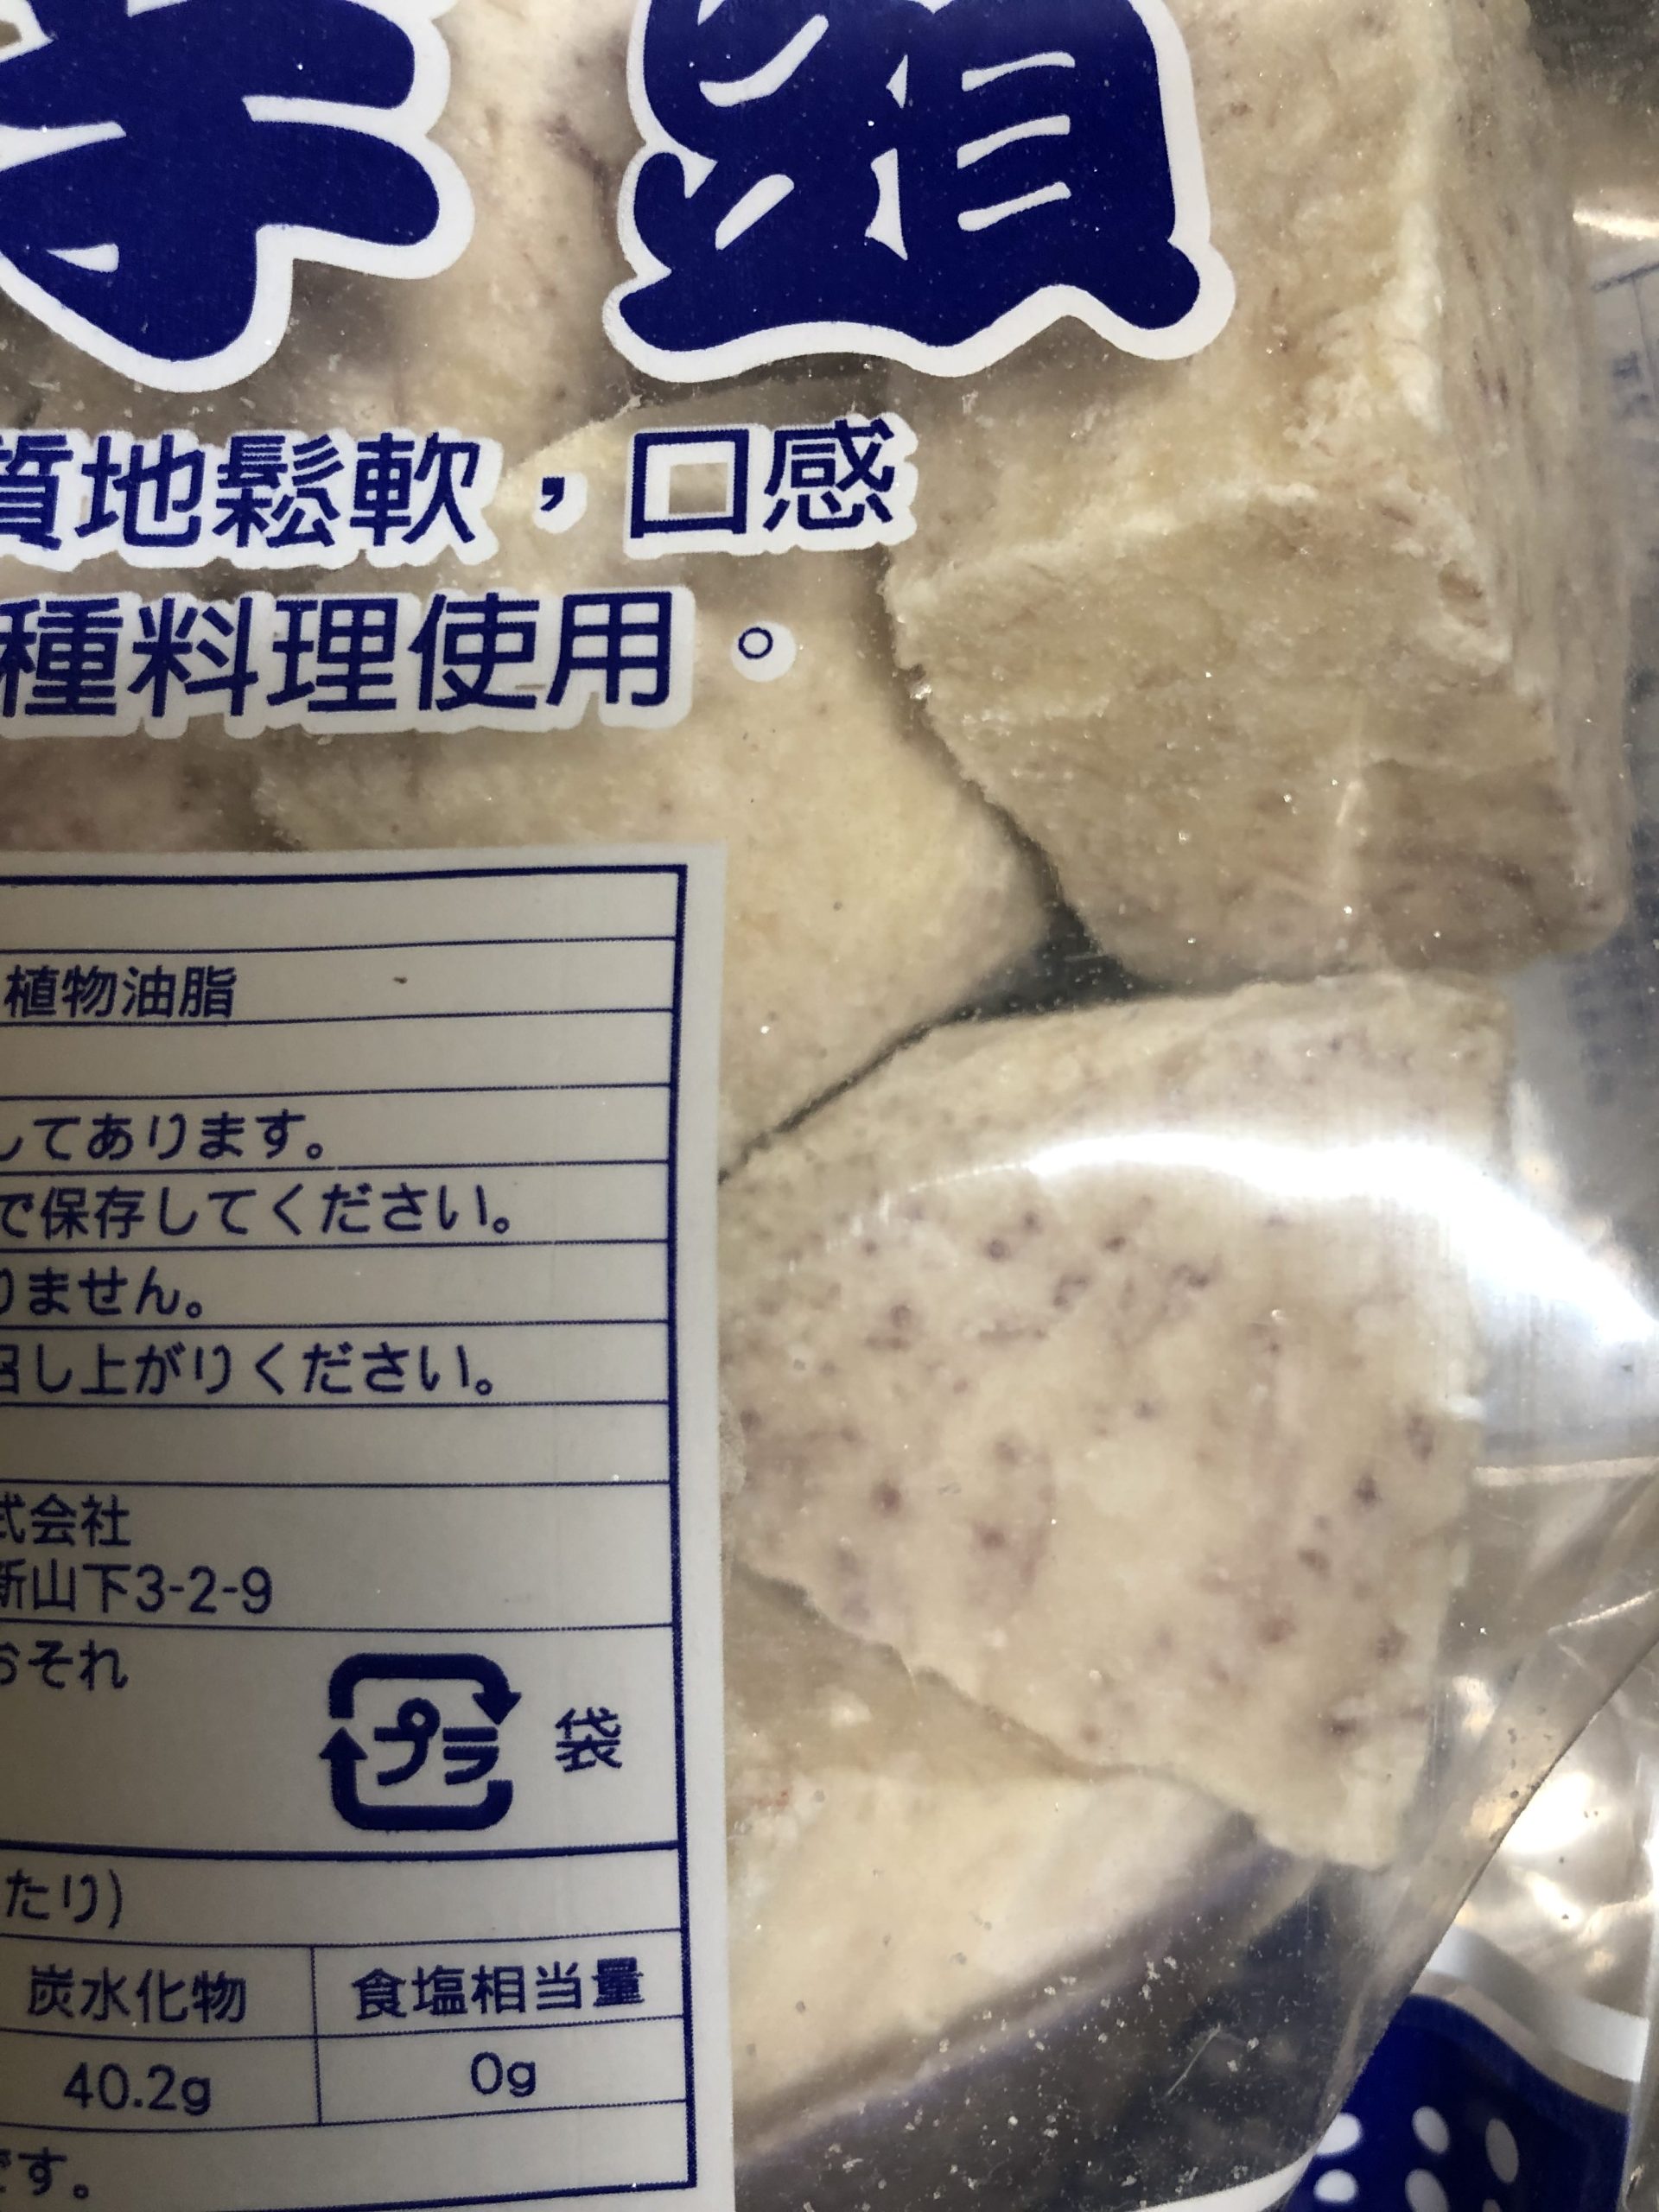 質地鬆軟，口感
種料理使用。
植物油脂
してあります。
で保存してください。
りません。
召し上がりください。
式会社
新山下3-2-9
おそれ
プラ 袋
たり)
炭水化物 食塩相当量
40.2g 0g
です。